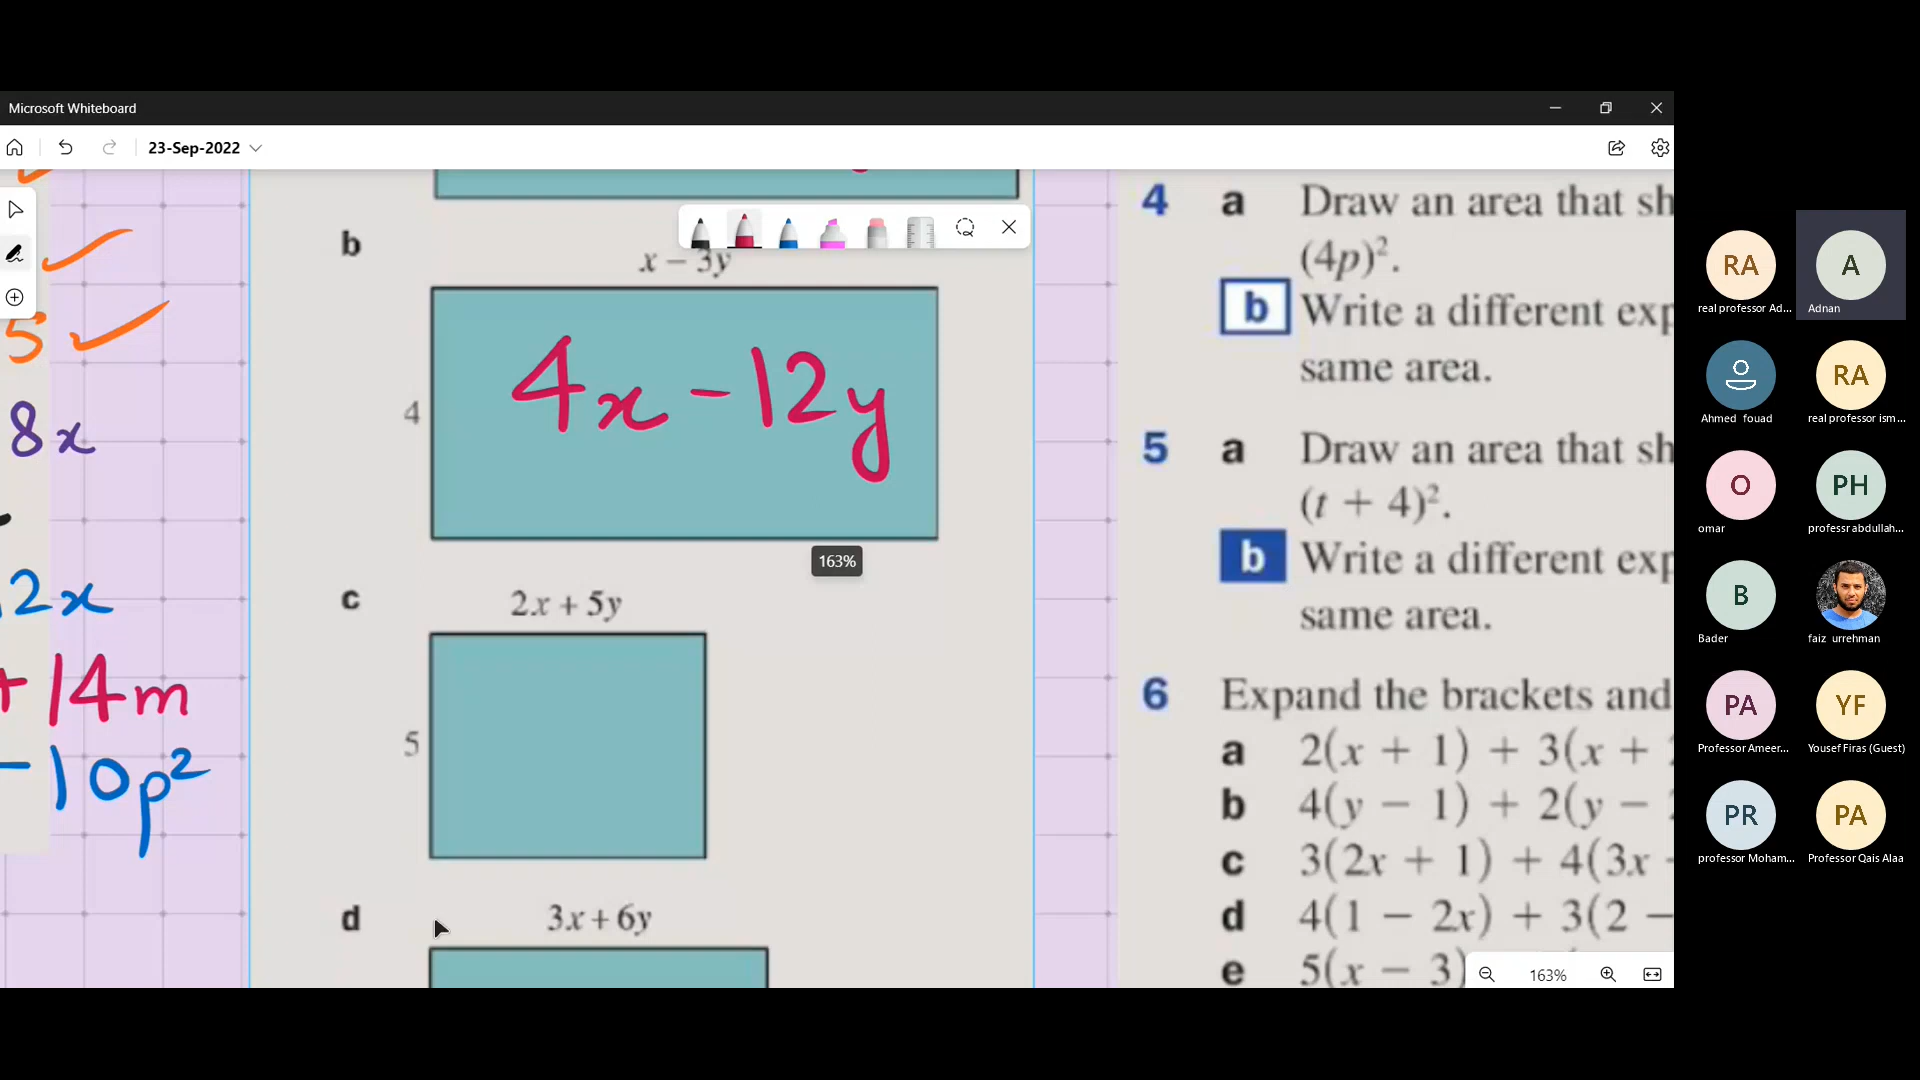 Microsoft Whiteboard
23-Sep-2022
5
8x
2x
+14m
-10p²
b
x − 3y
4
4x - 12y
163%
c
2x + 5y
5
d
3x + 6y
4 a Draw an area that sh
(4p)².
b Write a different exp
same area.
5 a Draw an area that sh
(t + 4)².
b Write a different exp
same area.
6 Expand the brackets and
a 2(x + 1) + 3(x +
b 4(y − 1) + 2(y −
c 3(2x + 1) + 4(3x
d 4(1 − 2x) + 3(2 −
e 5(x − 3)
163%
RA
real professor Ad...
A
Adnan
Ahmed fouad
RA
real professor ism...
O
omar
PH
professr abdullah...
B
Bader
faiz urrehman
PA
Professor Ameer...
YF
Yousef Firas (Guest)
PR
professor Moham...
PA
Professor Qais Alaa